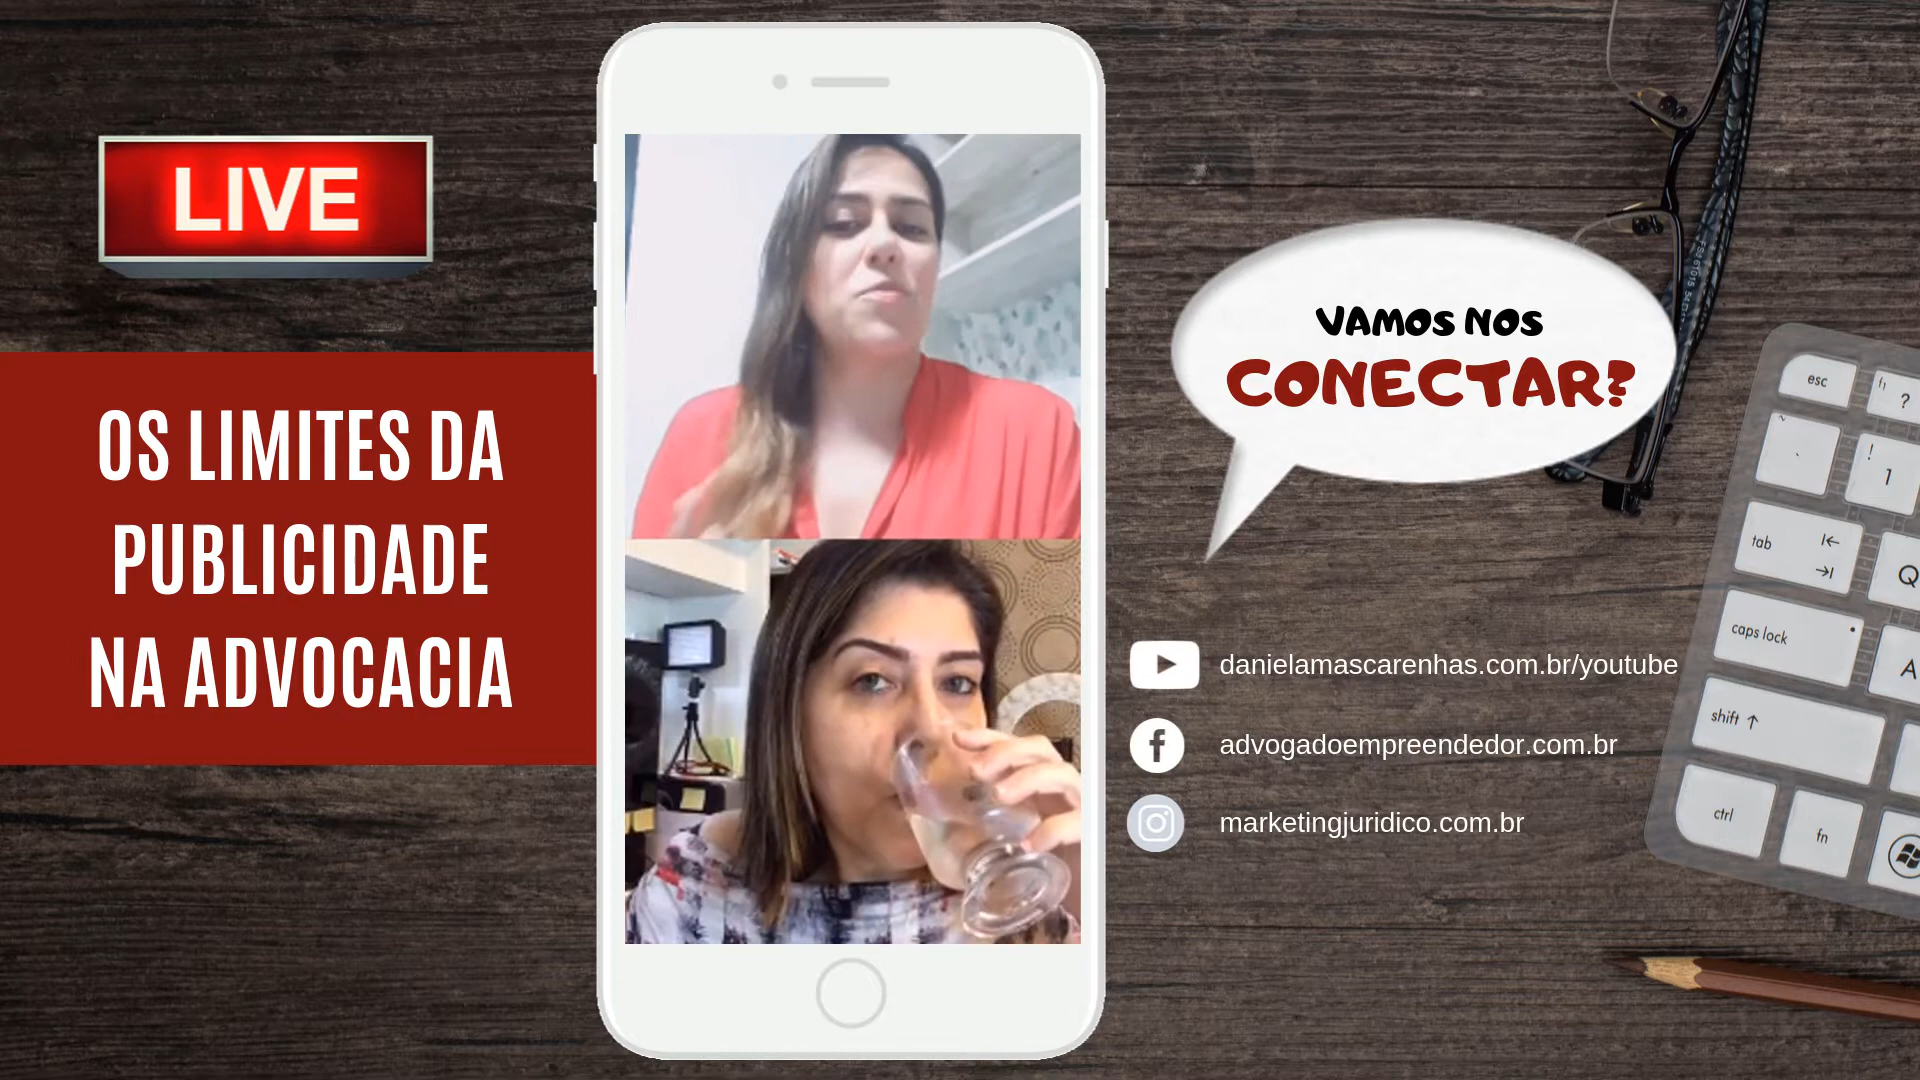 LIVE
OS LIMITES DA
PUBLICIDADE
NA ADVOCACIA
VAMOS NOS
CONECTAR?
danielamascarenhas.com.br/youtube
advogadoempreendedor.com.br
marketingjuridico.com.br
esc
?
!
1
tab
Q
caps lock
A
shift
ctrl
fn